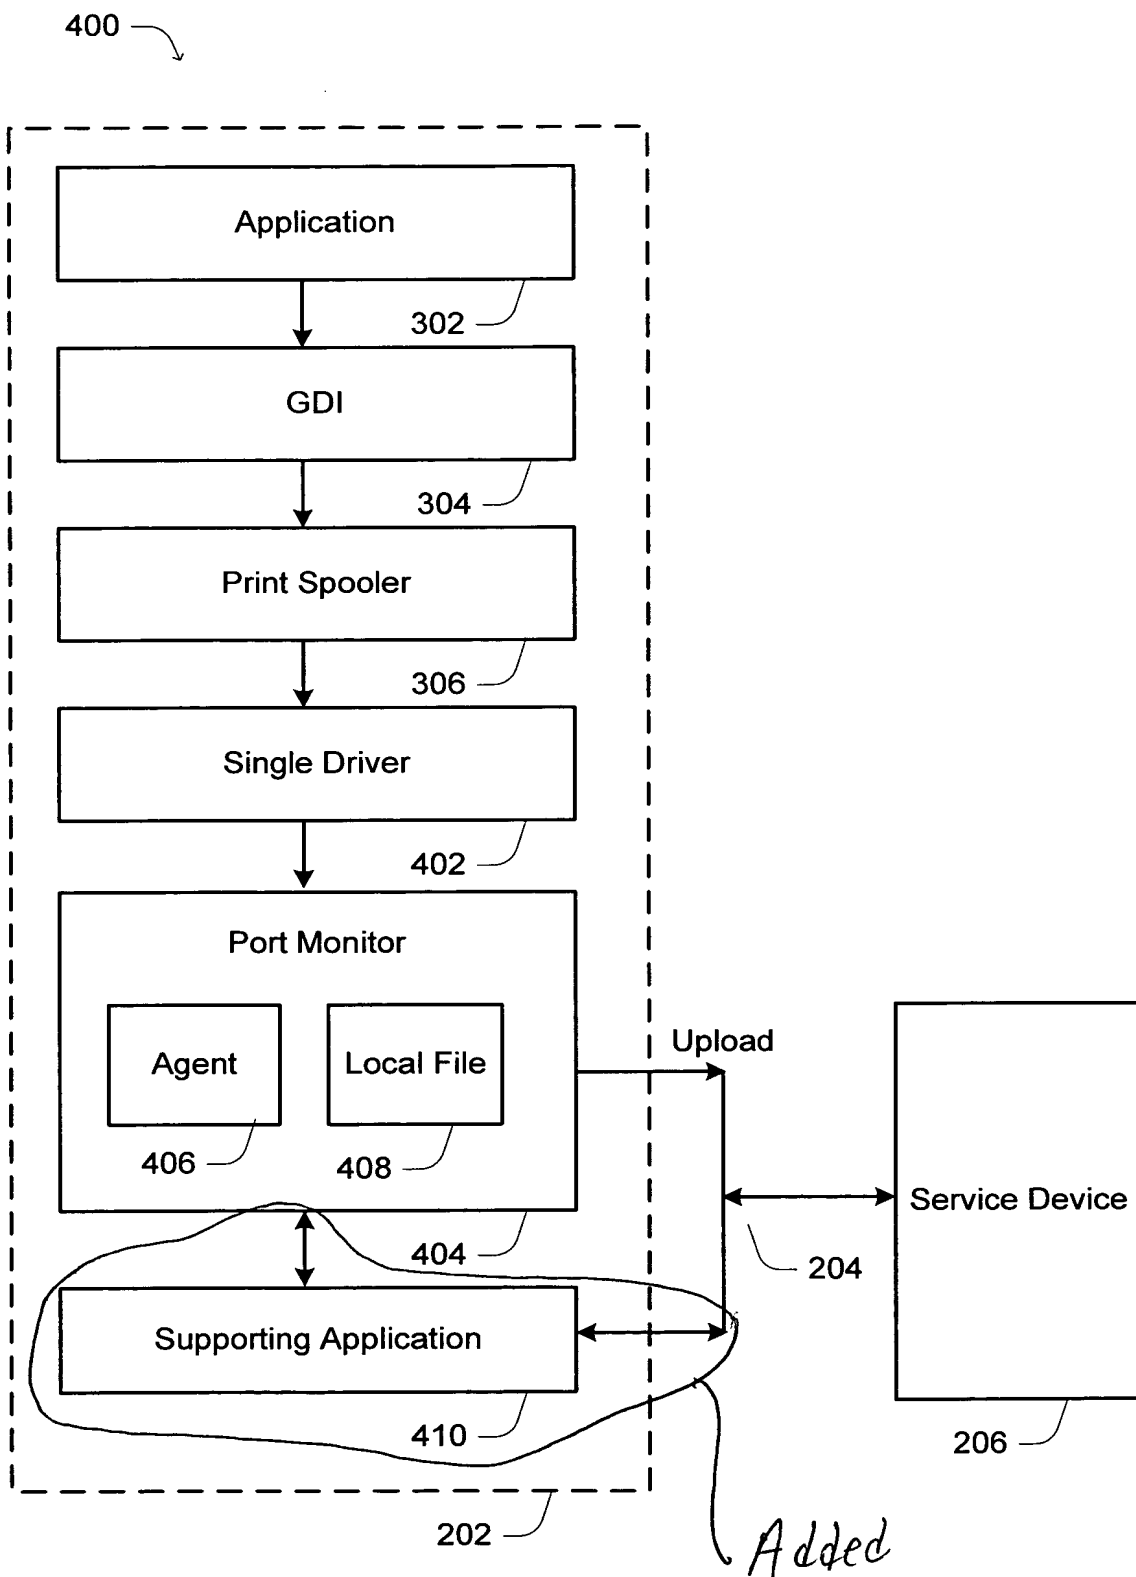 400
Application
302
GDI
304
Print Spooler
306
Single Driver
402
Port Monitor
Agent
Local File
Upload
406
408
Service Device
404
204
Supporting Application
410
206
202
Added